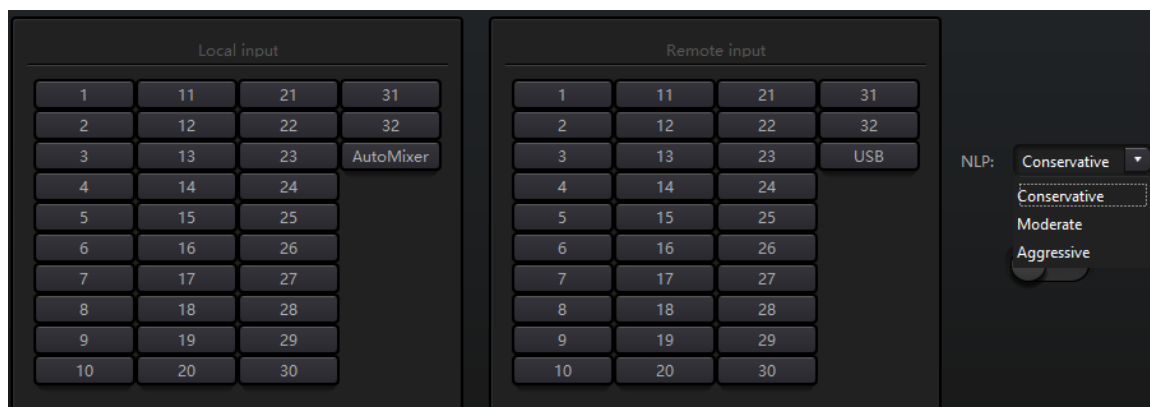 Local input
1 11 21 31
2 12 22 32
3 13 23 AutoMixer
4 14 24
5 15 25
6 16 26
7 17 27
8 18 28
9 19 29
10 20 30
Remote input
1 11 21 31
2 12 22 32
3 13 23 USB
4 14 24
5 15 25
6 16 26
7 17 27
8 18 28
9 19 29
10 20 30
NLP: Conservative
Conservative
Moderate
Aggressive